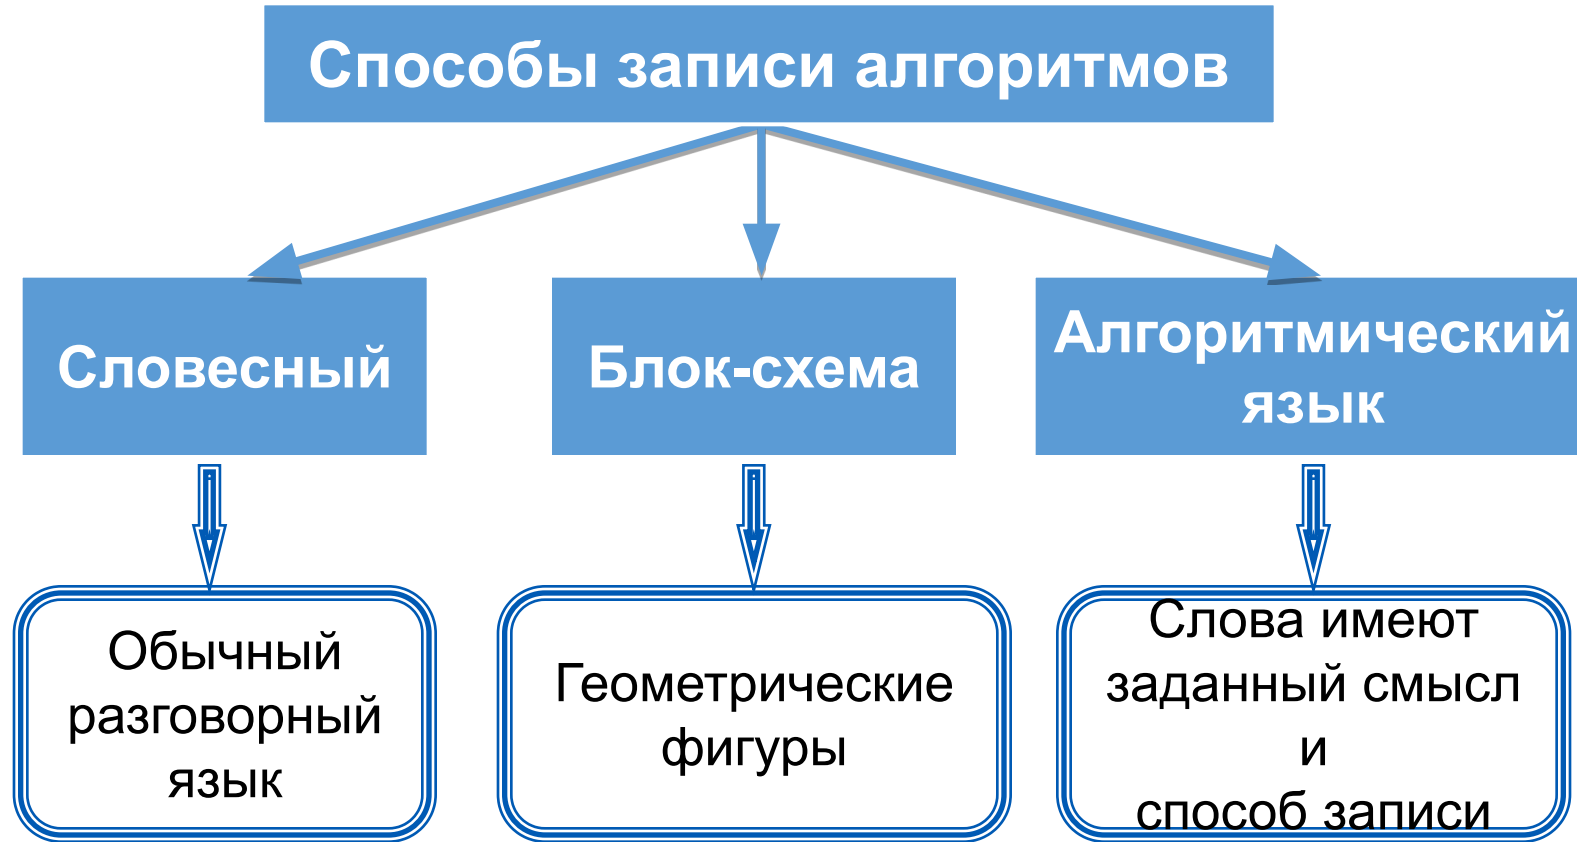 Способы записи алгоритмов
Словесный
Блок-схема
Алгоритмический
язык
Обычный
разговорный
язык
Геометрические
фигуры
Слова имеют
заданный смысл
и
способ записи